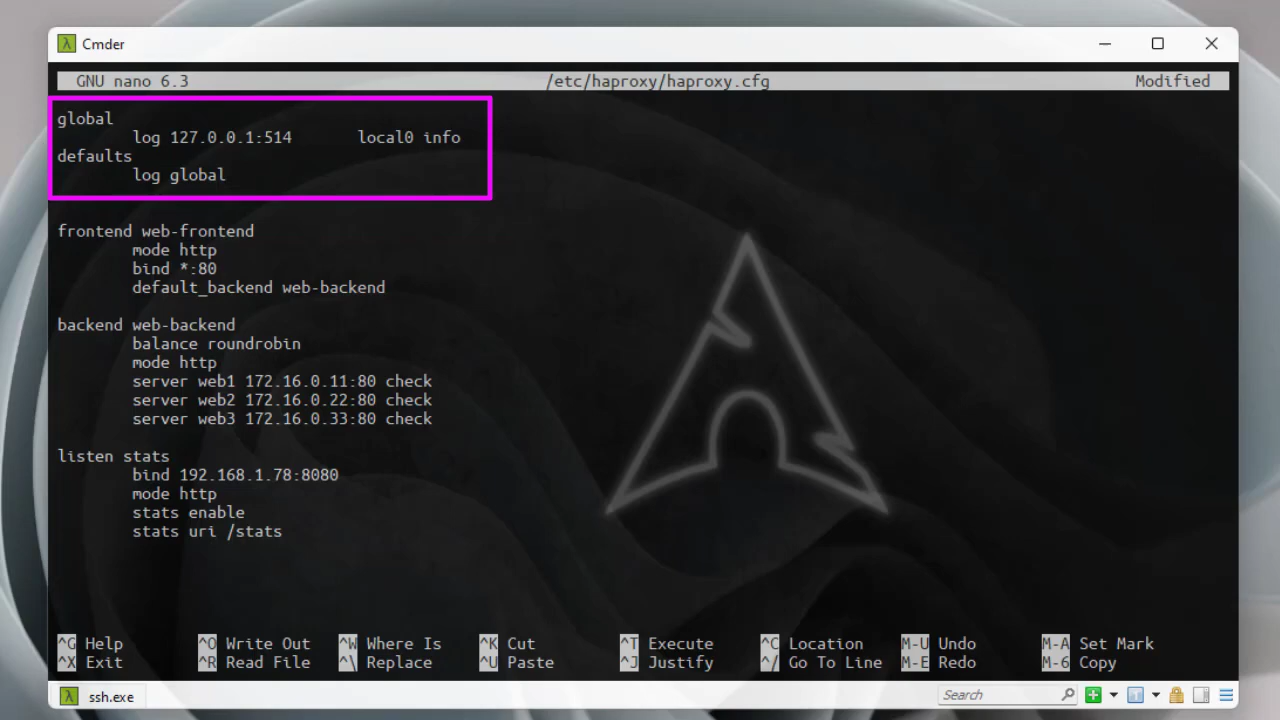 Cmder
GNU nano 6.3 /etc/haproxy/haproxy.cfg Modified
global
log 127.0.0.1:514 local0 info
defaults
log global
frontend web-frontend
mode http
bind *:80
default_backend web-backend
backend web-backend
balance roundrobin
mode http
server web1 172.16.0.11:80 check
server web2 172.16.0.22:80 check
server web3 172.16.0.33:80 check
listen stats
bind 192.168.1.78:8080
mode http
stats enable
stats uri /stats
^G Help ^O Write Out ^W Where Is ^K Cut ^T Execute ^C Location M-U Undo M-A Set Mark
^X Exit ^R Read File ^\ Replace ^U Paste ^J Justify ^/ Go To Line M-E Redo M-6 Copy
λ ssh.exe Search